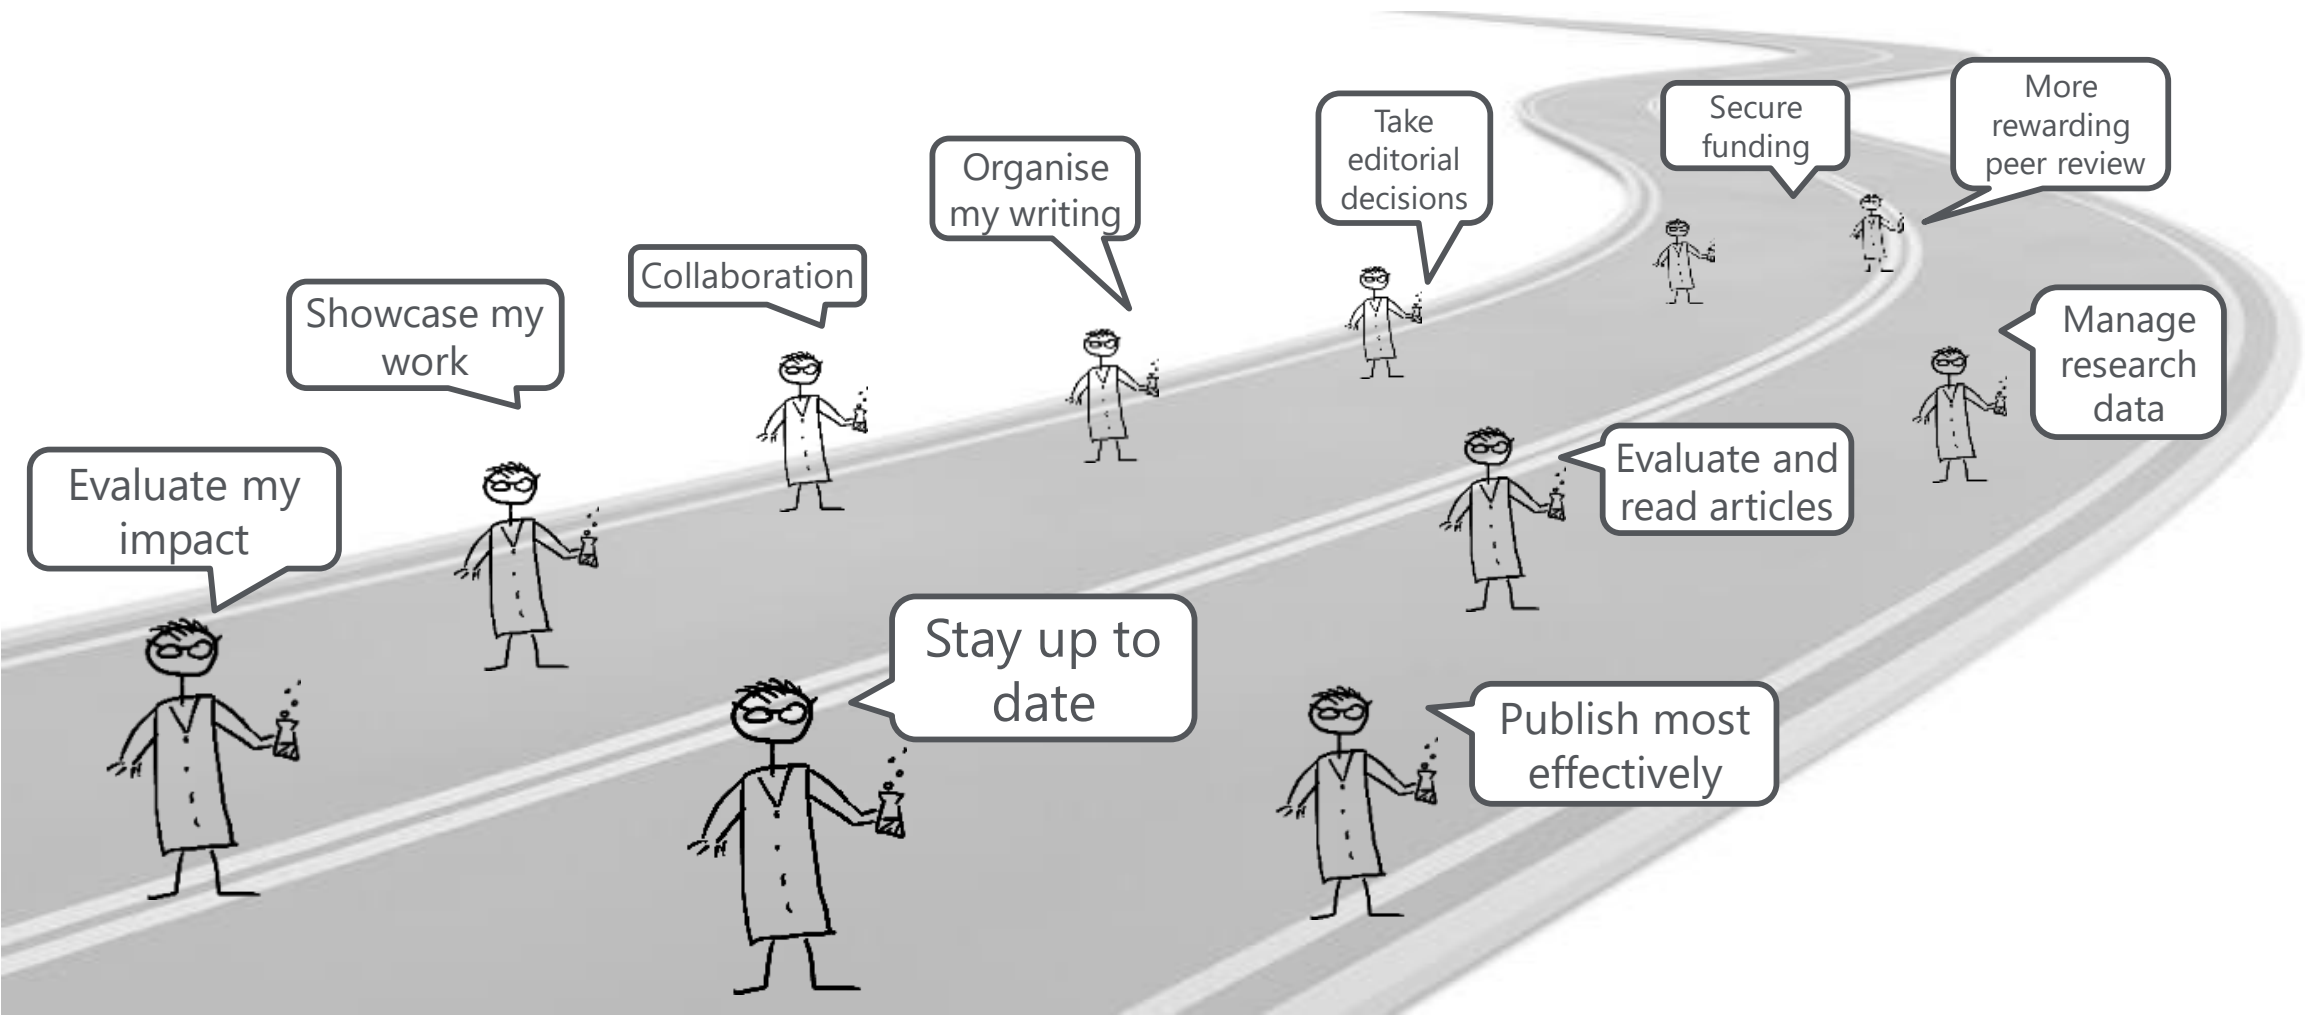 More
rewarding
peer review
Secure
funding
Take
editorial
decisions
Organise
my writing
Collaboration
Showcase my
work
Manage
research
data
Evaluate and
read articles
Evaluate my
impact
Stay up to
date
Publish most
effectively